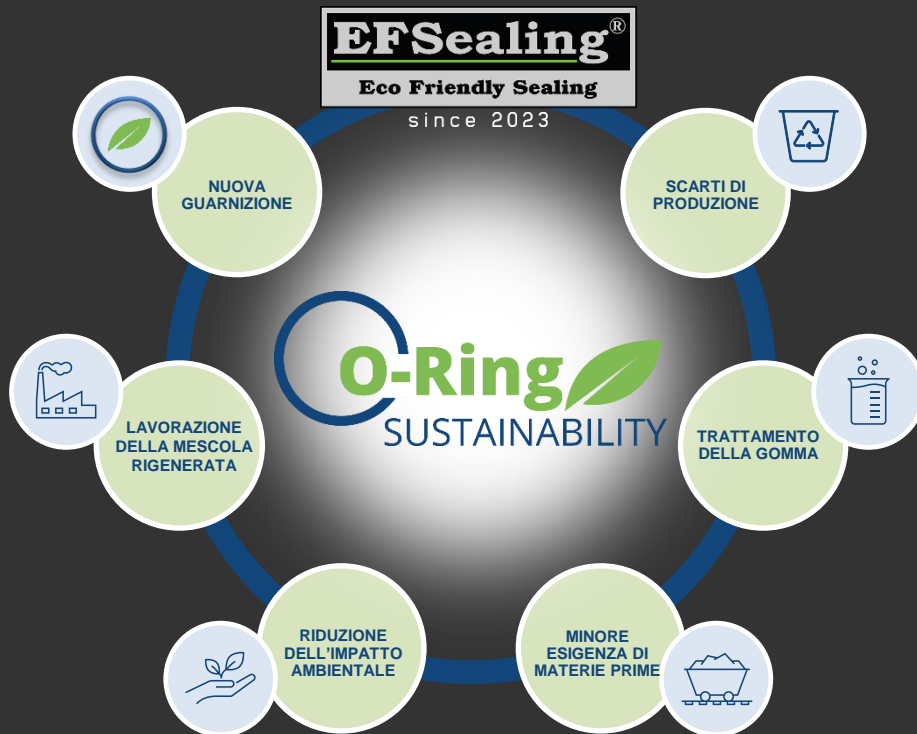 EFSealing®
Eco Friendly Sealing
since 2023
NUOVA
GUARNIZIONE
SCARTI DI
PRODUZIONE
O-Ring
SUSTAINABILITY
LAVORAZIONE
DELLA MESCOLA
RIGENERATA
TRATTAMENTO
DELLA GOMMA
RIDUZIONE
DELL’IMPATTO
AMBIENTALE
MINORE
ESIGENZA DI
MATERIE PRIME